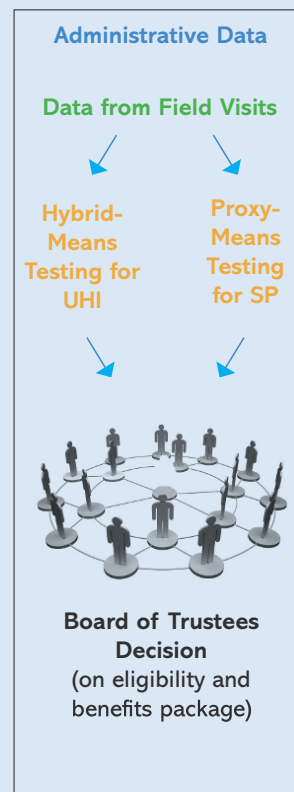 Administrative Data
Data from Field Visits
Hybrid-
Means
Testing for
UHI
Proxy-
Means
Testing
for SP
Board of Trustees
Decision
(on eligibility and
benefits package)